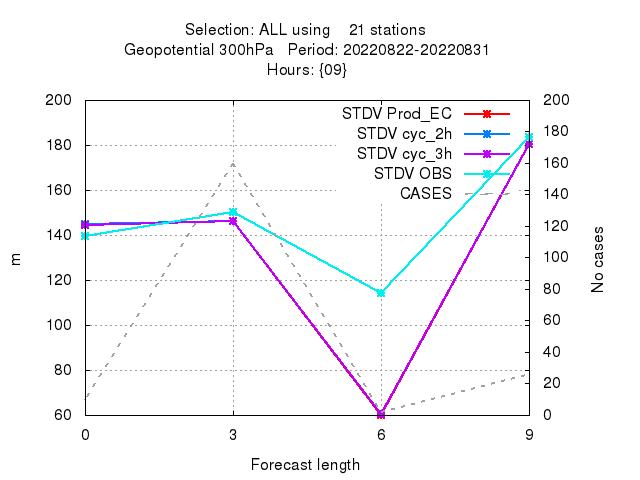 Selection: ALL using    21 stations
Geopotential 300hPa   Period: 20220822-20220831
Hours: {09}
200
180
160
140
120
100
80
60
m
STDV Prod_EC
STDV cyc_2h
STDV cyc_3h
STDV OBS
CASES
200
180
160
140
120
100
80
60
40
20
0
No cases
0 3 6 9
Forecast length